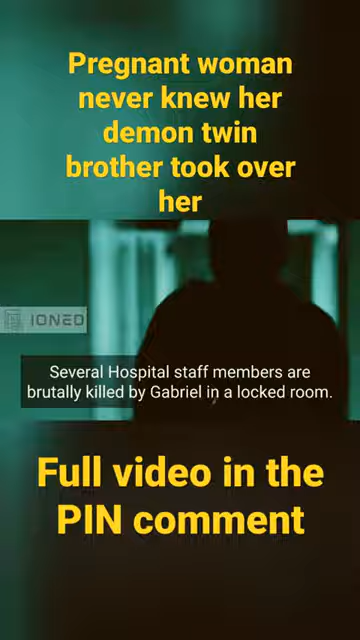 Pregnant woman
never knew her
demon twin
brother took over
her
IONEO
Several Hospital staff members are
brutally killed by Gabriel in a locked room.
Full video in the
PIN comment